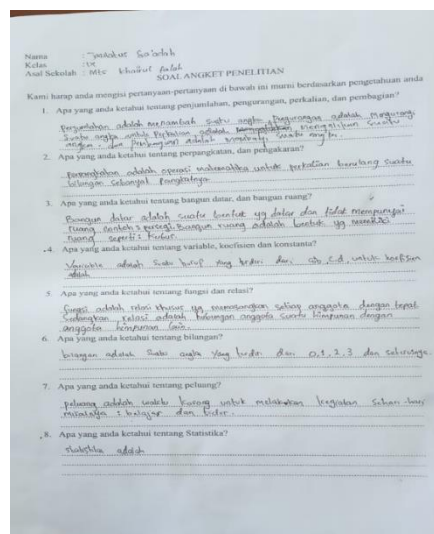 Nama : Sa'adah
Kelas : VII
Asal Sekolah : MTs Khairul Falah
SOAL ANGKET PENELITIAN
Kami harap anda mengisi pertanyaan-pertanyaan di bawah ini murni berdasarkan pengetahuan anda
1. Apa yang anda ketahui tentang penjumlahan, pengurangan, perkalian, dan pembagian?
Penjumlahan adalah menambah suatu angka. Pengurangan adalah mengurang
suatu angka. untuk Perkalian adalah mengalikan suatu
angka, dan Pembagian adalah membagi suatu angka.
2. Apa yang anda ketahui tentang perpangkatan, dan pengakaran?
Perpangkatan adalah operasi matematika untuk perkalian berulang suatu
bilangan sebanyak pangkatnya
3. Apa yang anda ketahui tentang bangun datar, dan bangun ruang?
Bangun datar adalah suatu bentuk yg datar dan tidak mempunyai
ruang contoh : persegi. Bangun ruang adalah bentuk yg memiliki
ruang seperti : Kubus.
4. Apa yang anda ketahui tentang variable, koefisien dan konstanta?
Variable adalah suatu huruf yang terdiri dari a,b,c,d, untuk koefisien
adalah
5. Apa yang anda ketahui tentang fungsi dan relasi?
fungsi adalah relasi khusus yg memasangkan setiap anggota dengan tepat
sedangkan relasi adalah hubungan anggota suatu himpunan dengan
anggota himpunan lain.
6. Apa yang anda ketahui tentang bilangan?
bilangan adalah suatu angka yang terdiri dari 0,1,2,3 dan seterusnya.
7. Apa yang anda ketahui tentang peluang?
peluang adalah waktu kosong untuk melakukan kegiatan sehari-hari
misalnya : belajar dan tidur.
8. Apa yang anda ketahui tentang Statistika?
statistika adalah